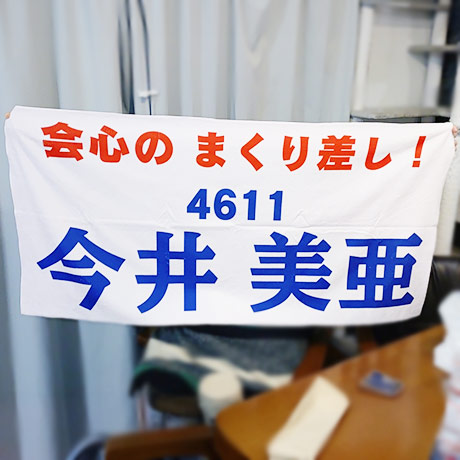 会心の まくり差し！
4611
今井 美亜